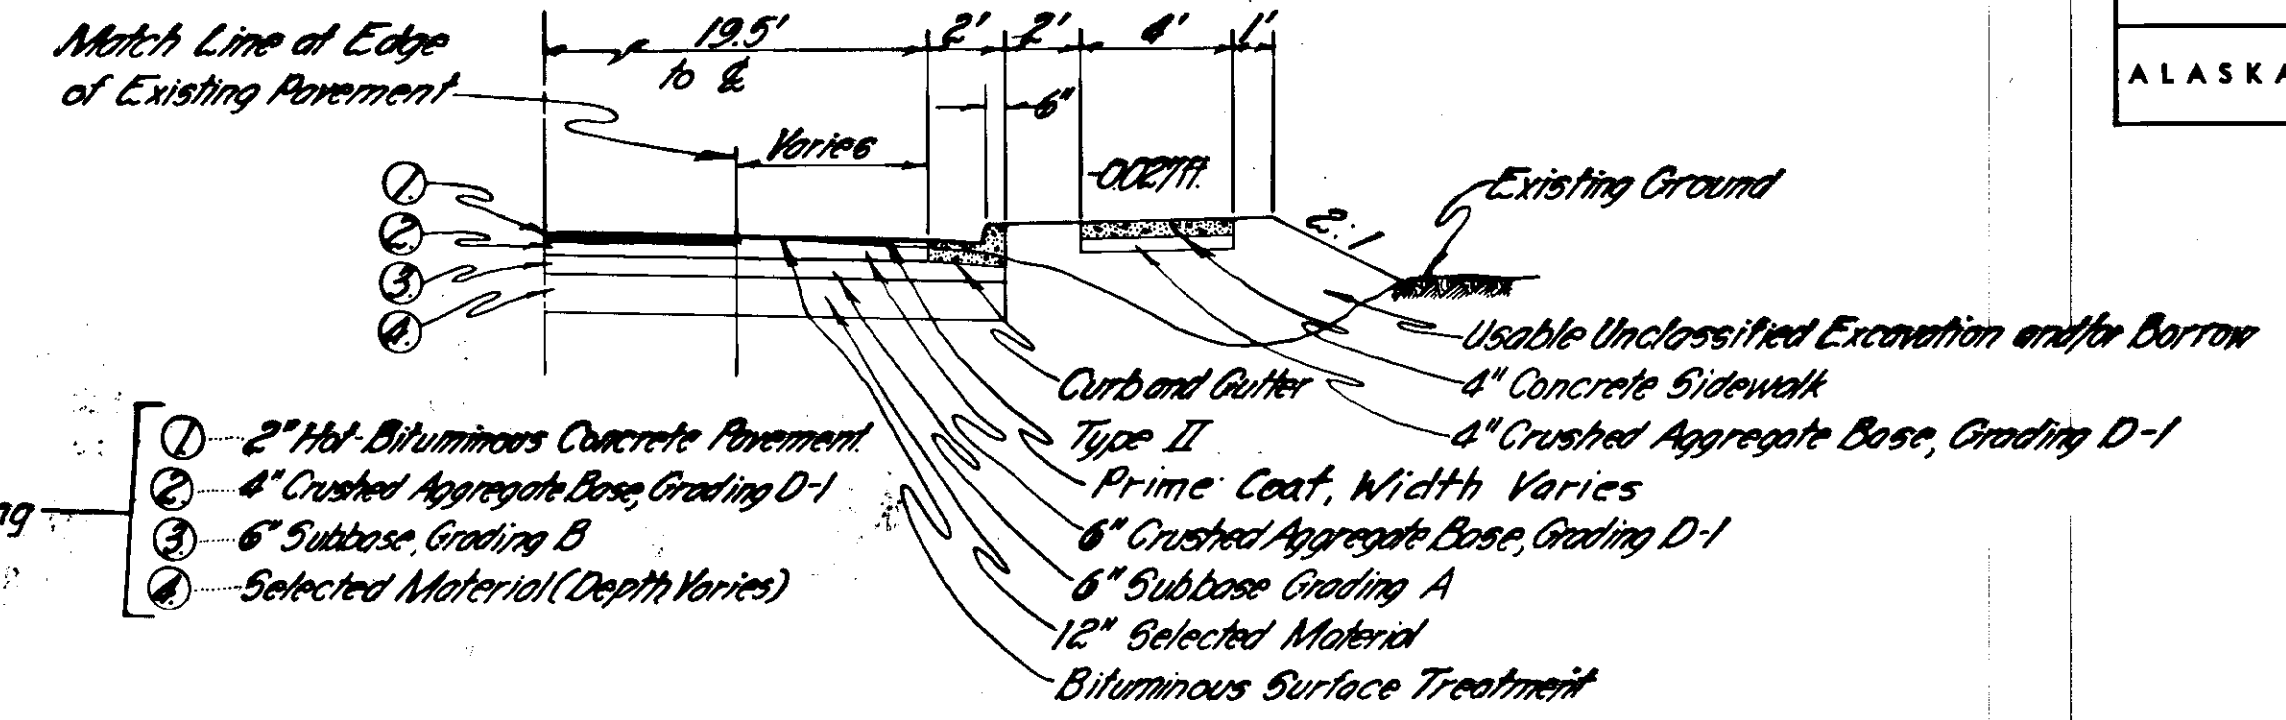 Match Line at Edge
of Existing Pavement
19.5'
to ℄
2'
2'
4'
1'
6"
Varies
-.002'/ft.
2:1
Existing Ground
ALASKA
1.
2.
3.
4.
Usable Unclassified Excavation and/or Borrow
4" Concrete Sidewalk
4" Crushed Aggregate Base, Grading D-1
Curb and Gutter
Type II
Prime Coat, Width Varies
6" Crushed Aggregate Base, Grading D-1
6" Subbase Grading A
12" Selected Material
Bituminous Surface Treatment
ng
1 2" Hot-Bituminous Concrete Pavement.
2. 4" Crushed Aggregate Base, Grading D-1
3. 6" Subbase, Grading B
4. Selected Material (Depth Varies)